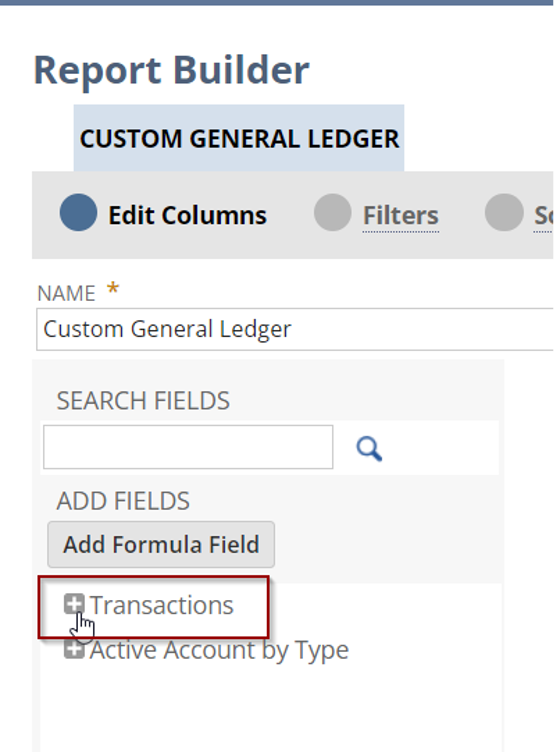 Report Builder
CUSTOM GENERAL LEDGER
Edit Columns Filters
NAME *
Custom General Ledger
SEARCH FIELDS
ADD FIELDS
Add Formula Field
Transactions
Active Account by Type